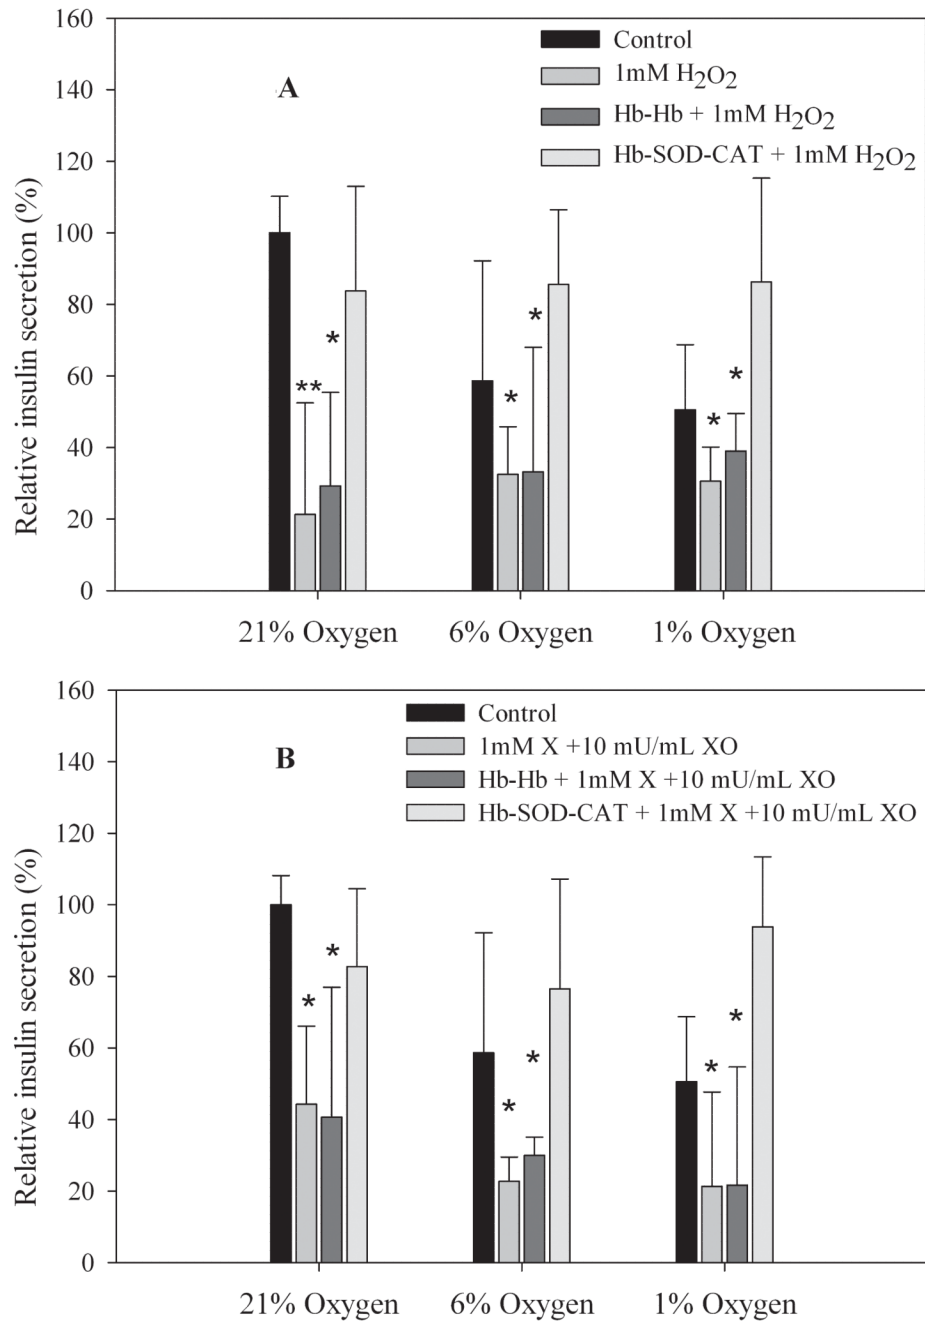 160
140
120
100
80
60
40
20
0
Relative insulin secretion (%)
A
Control
1mM H2O2
Hb-Hb + 1mM H2O2
Hb-SOD-CAT + 1mM H2O2
**
*
*
*
*
*
21% Oxygen
6% Oxygen
1% Oxygen
160
140
120
100
80
60
40
20
0
Relative insulin secretion (%)
B
Control
1mM X +10 mU/mL XO
Hb-Hb + 1mM X +10 mU/mL XO
Hb-SOD-CAT + 1mM X +10 mU/mL XO
*
*
*
*
*
*
21% Oxygen
6% Oxygen
1% Oxygen